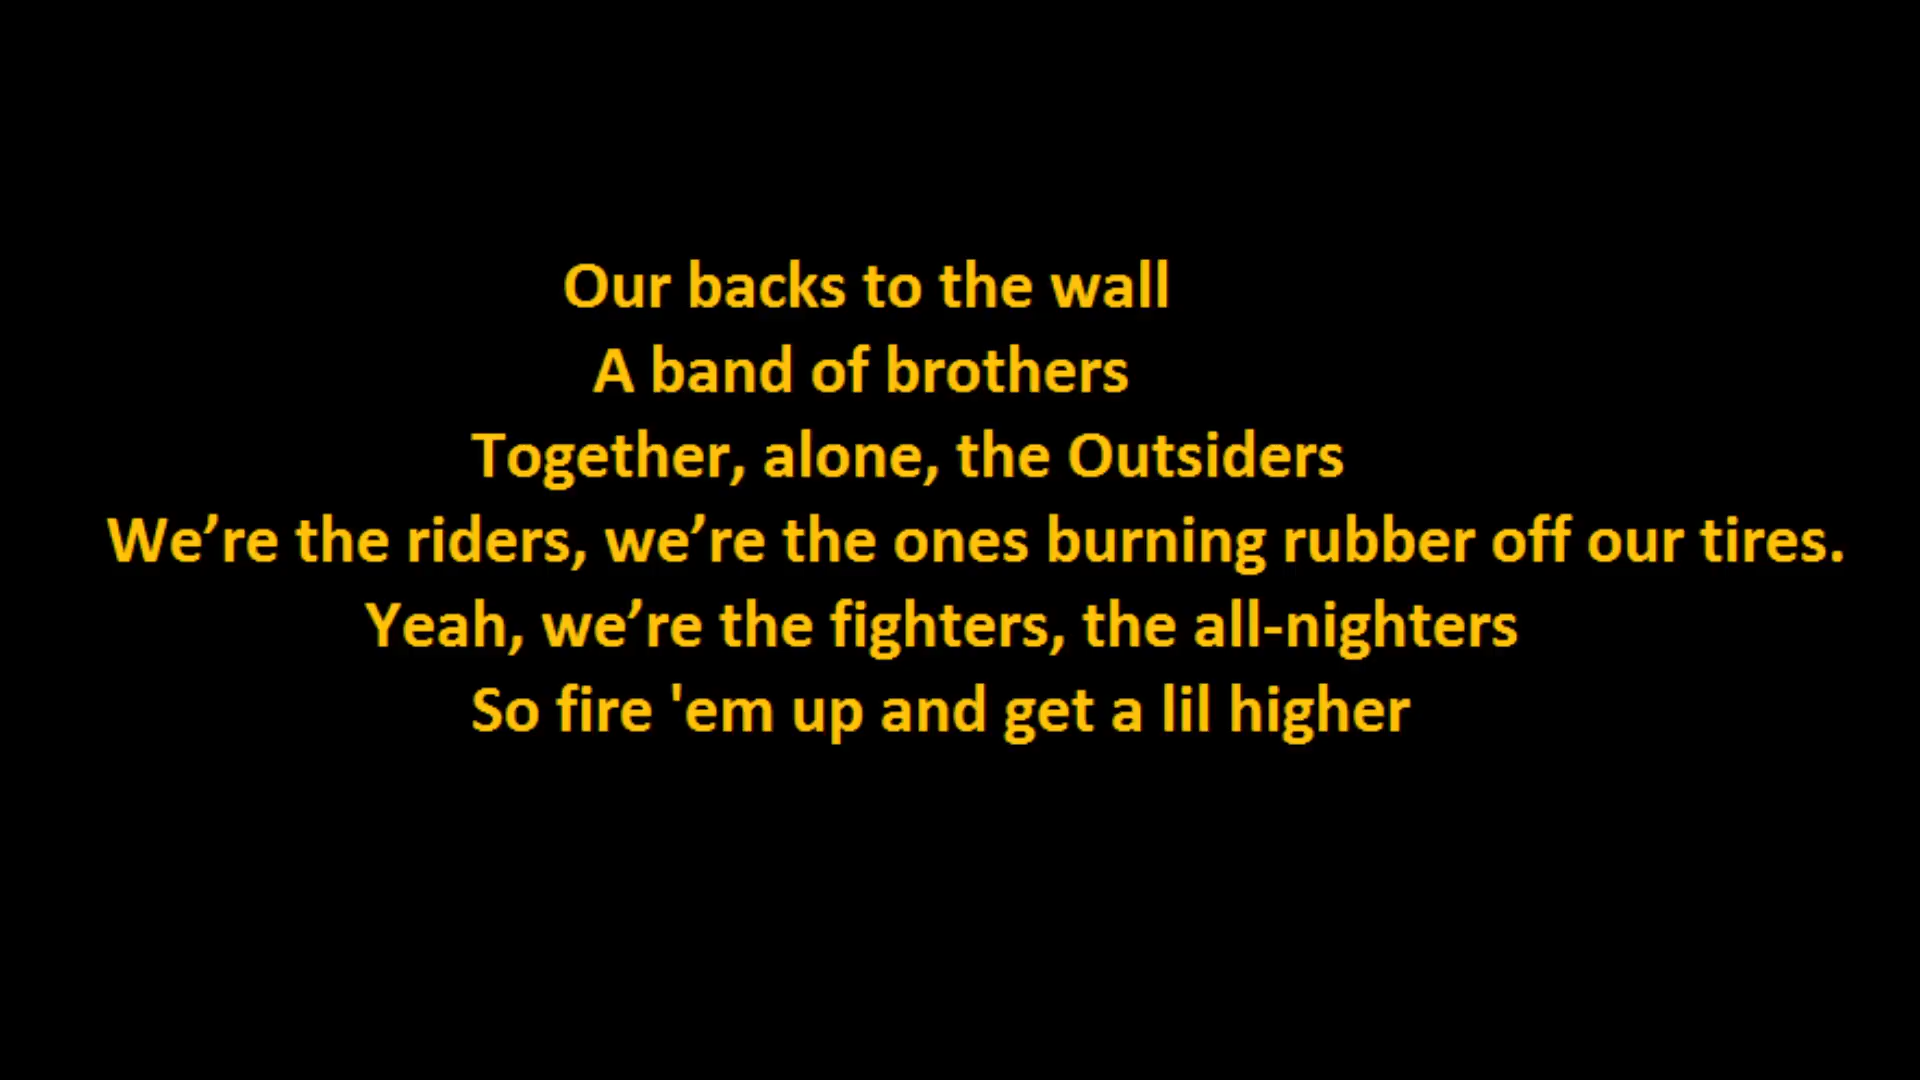 Our backs to the wall
A band of brothers
Together, alone, the Outsiders
We’re the riders, we’re the ones burning rubber off our tires.
Yeah, we’re the fighters, the all-nighters
So fire 'em up and get a lil higher